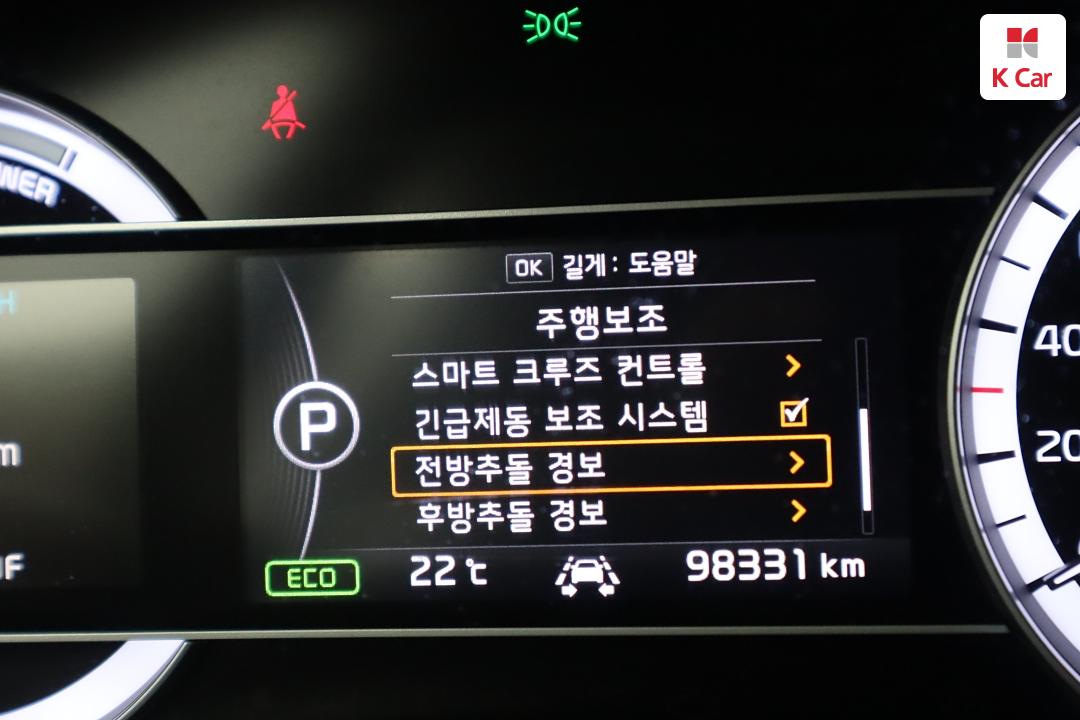 K Car
OK 길게 : 도움말
주행보조
스마트 크루즈 컨트롤
긴급제동 보조 시스템
P
전방추돌 경보
후방추돌 경보
ECO 22℃ 98331 km
40
20